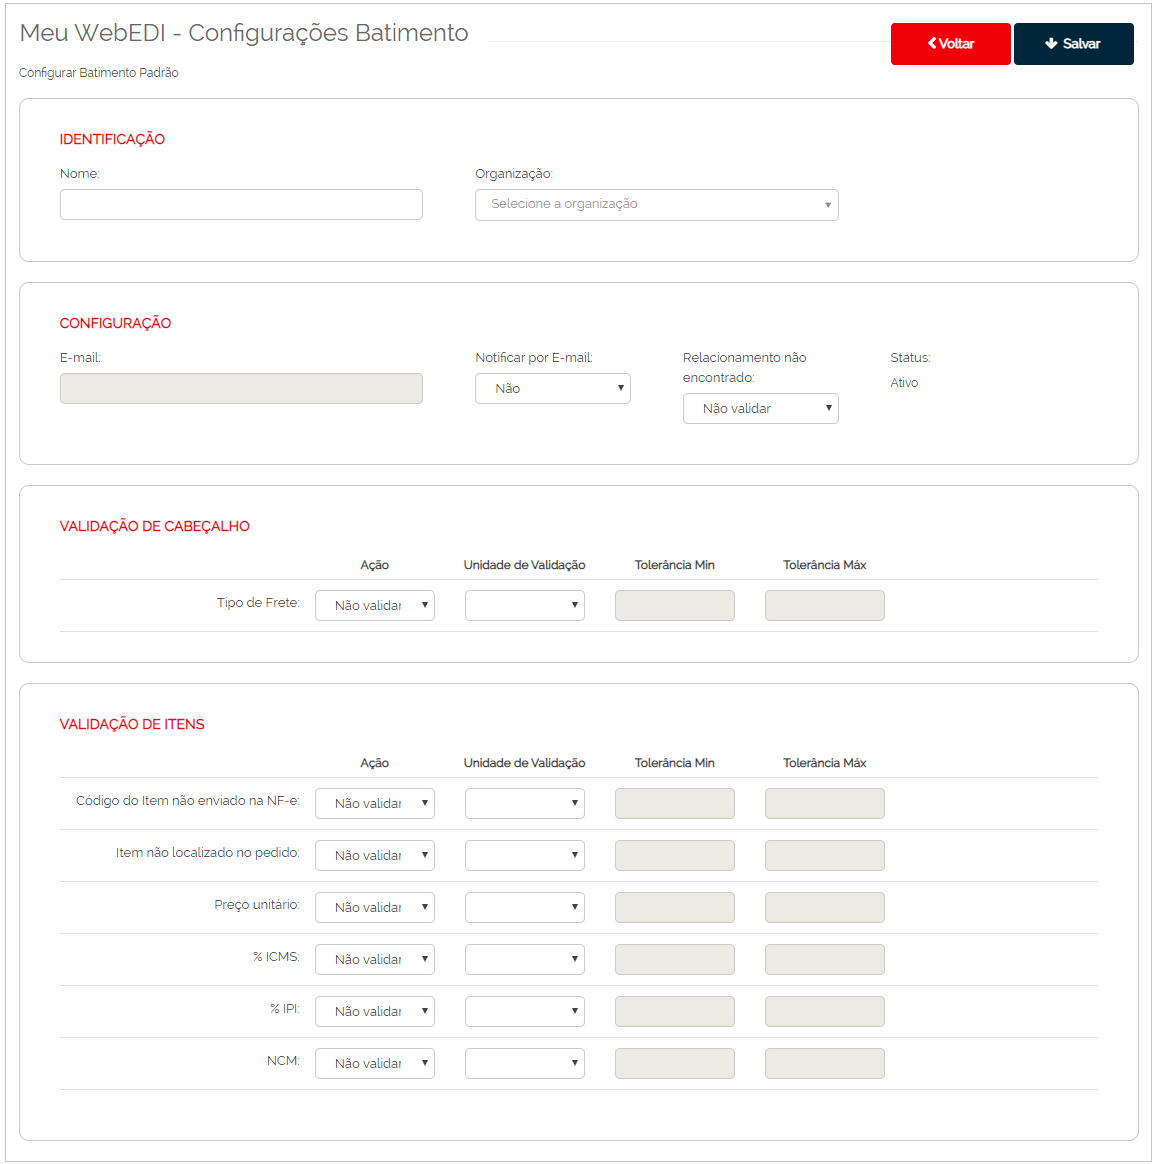 Meu WebEDI - Configurações Batimento
Voltar
Salvar
Configurar Batimento Padrão
IDENTIFICAÇÃO
Nome:
Organização:
Selecione a organização
CONFIGURAÇÃO
E-mail:
Notificar por E-mail:
Relacionamento não
encontrado:
Status:
Não
Não validar
Ativo
VALIDAÇÃO DE CABEÇALHO
Ação Unidade de Validação Tolerância Min Tolerância Máx
Tipo de Frete: Não validar
VALIDAÇÃO DE ITENS
Ação Unidade de Validação Tolerância Min Tolerância Máx
Código do Item não enviado na NF-e: Não validar
Item não localizado no pedido: Não validar
Preço unitário: Não validar
% ICMS: Não validar
% IPI: Não validar
NCM: Não validar